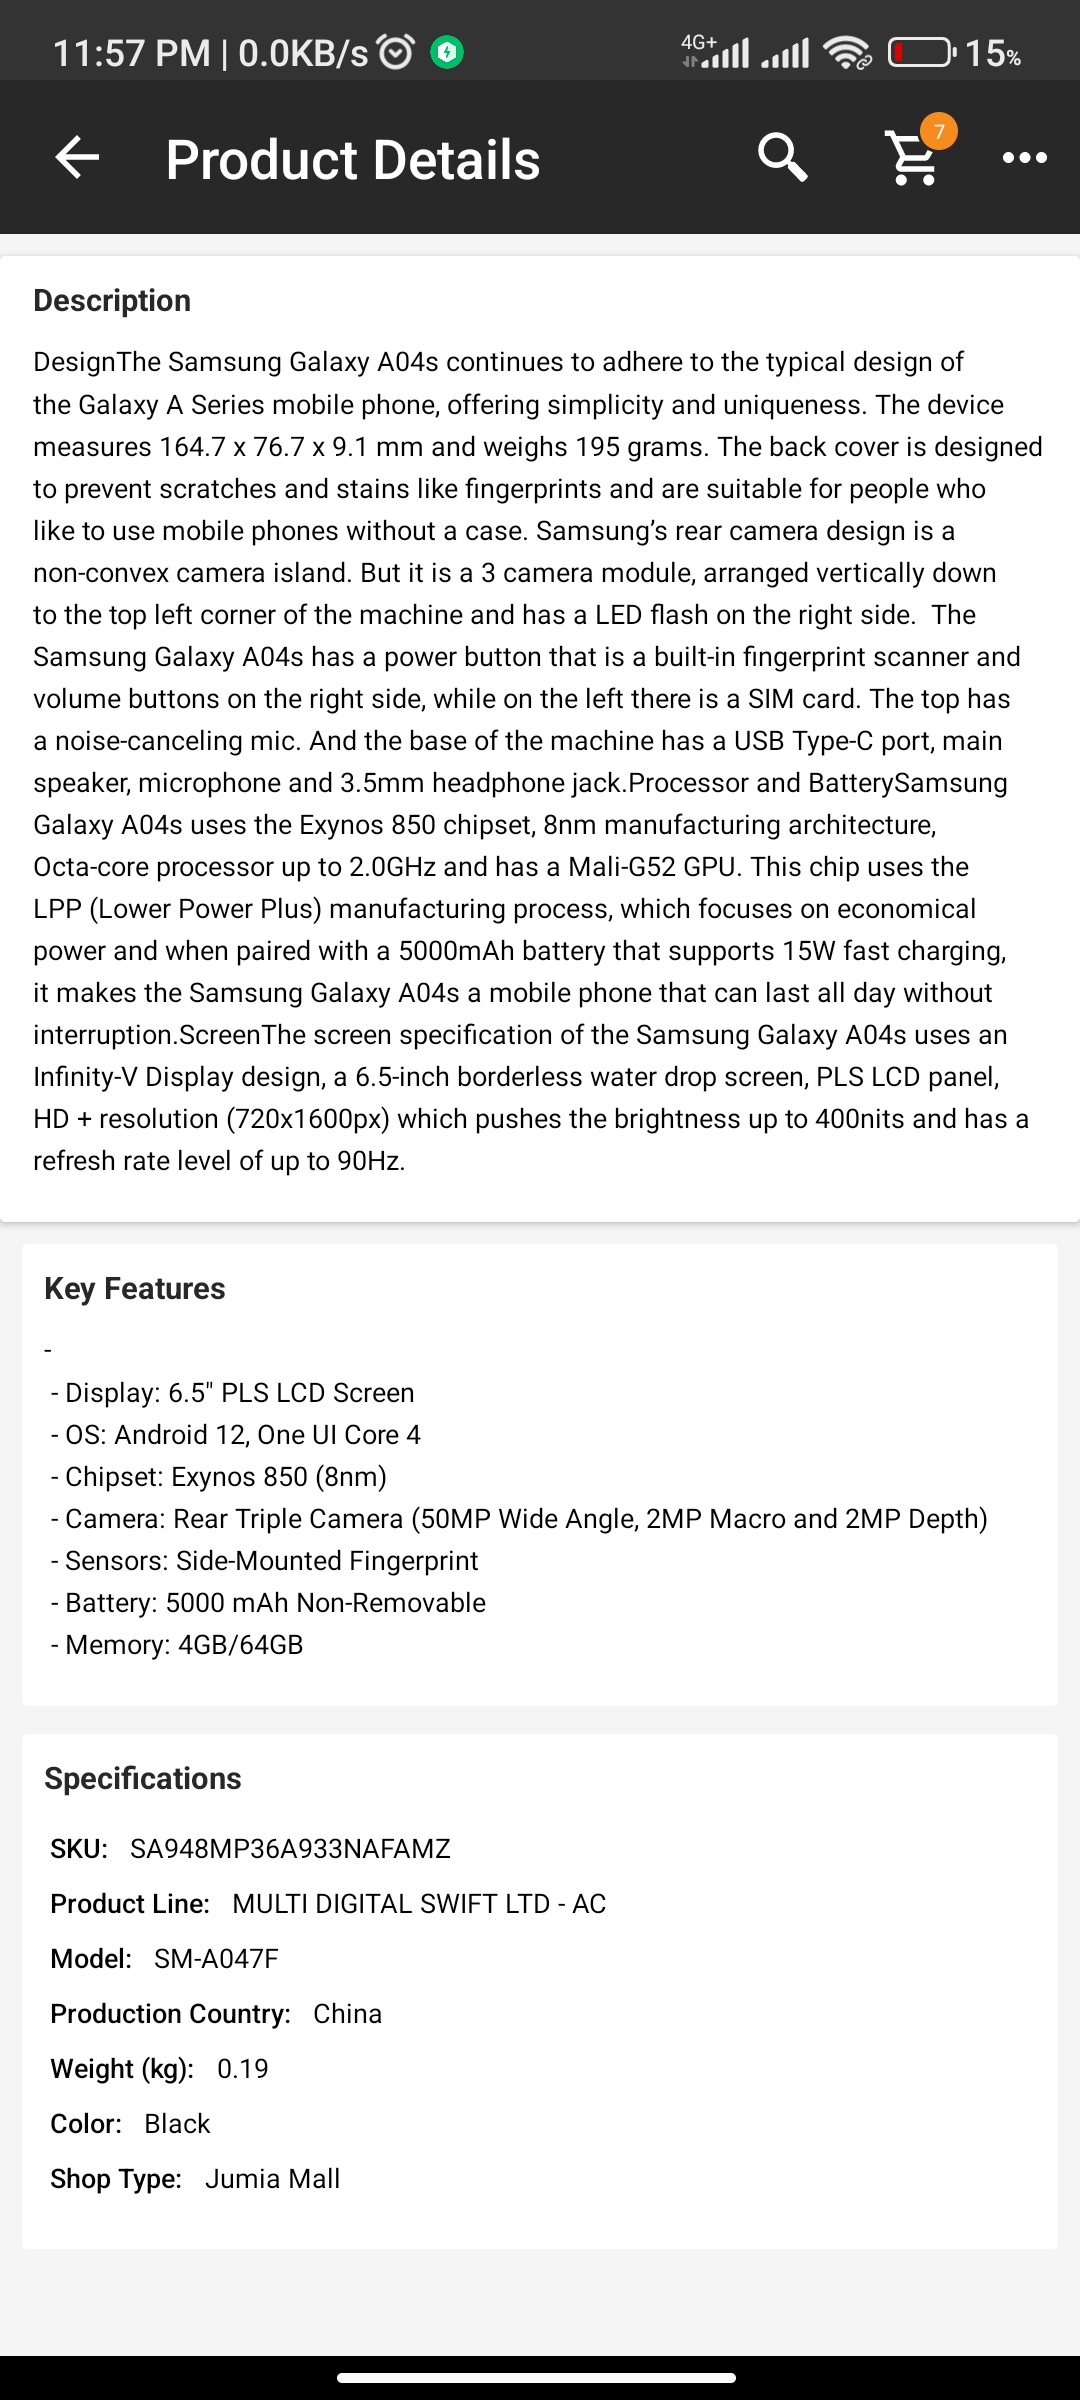 11:57 PM | 0.0KB/s
4G+
15%
Product Details
7
Description
DesignThe Samsung Galaxy A04s continues to adhere to the typical design of
the Galaxy A Series mobile phone, offering simplicity and uniqueness. The device
measures 164.7 x 76.7 x 9.1 mm and weighs 195 grams. The back cover is designed
to prevent scratches and stains like fingerprints and are suitable for people who
like to use mobile phones without a case. Samsung’s rear camera design is a
non-convex camera island. But it is a 3 camera module, arranged vertically down
to the top left corner of the machine and has a LED flash on the right side.  The
Samsung Galaxy A04s has a power button that is a built-in fingerprint scanner and
volume buttons on the right side, while on the left there is a SIM card. The top has
a noise-canceling mic. And the base of the machine has a USB Type-C port, main
speaker, microphone and 3.5mm headphone jack.Processor and BatterySamsung
Galaxy A04s uses the Exynos 850 chipset, 8nm manufacturing architecture,
Octa-core processor up to 2.0GHz and has a Mali-G52 GPU. This chip uses the
LPP (Lower Power Plus) manufacturing process, which focuses on economical
power and when paired with a 5000mAh battery that supports 15W fast charging,
it makes the Samsung Galaxy A04s a mobile phone that can last all day without
interruption.ScreenThe screen specification of the Samsung Galaxy A04s uses an
Infinity-V Display design, a 6.5-inch borderless water drop screen, PLS LCD panel,
HD + resolution (720x1600px) which pushes the brightness up to 400nits and has a
refresh rate level of up to 90Hz.
Key Features
-
- Display: 6.5" PLS LCD Screen
- OS: Android 12, One UI Core 4
- Chipset: Exynos 850 (8nm)
- Camera: Rear Triple Camera (50MP Wide Angle, 2MP Macro and 2MP Depth)
- Sensors: Side-Mounted Fingerprint
- Battery: 5000 mAh Non-Removable
- Memory: 4GB/64GB
Specifications
SKU: SA948MP36A933NAFAMZ
Product Line: MULTI DIGITAL SWIFT LTD - AC
Model: SM-A047F
Production Country: China
Weight (kg): 0.19
Color: Black
Shop Type: Jumia Mall